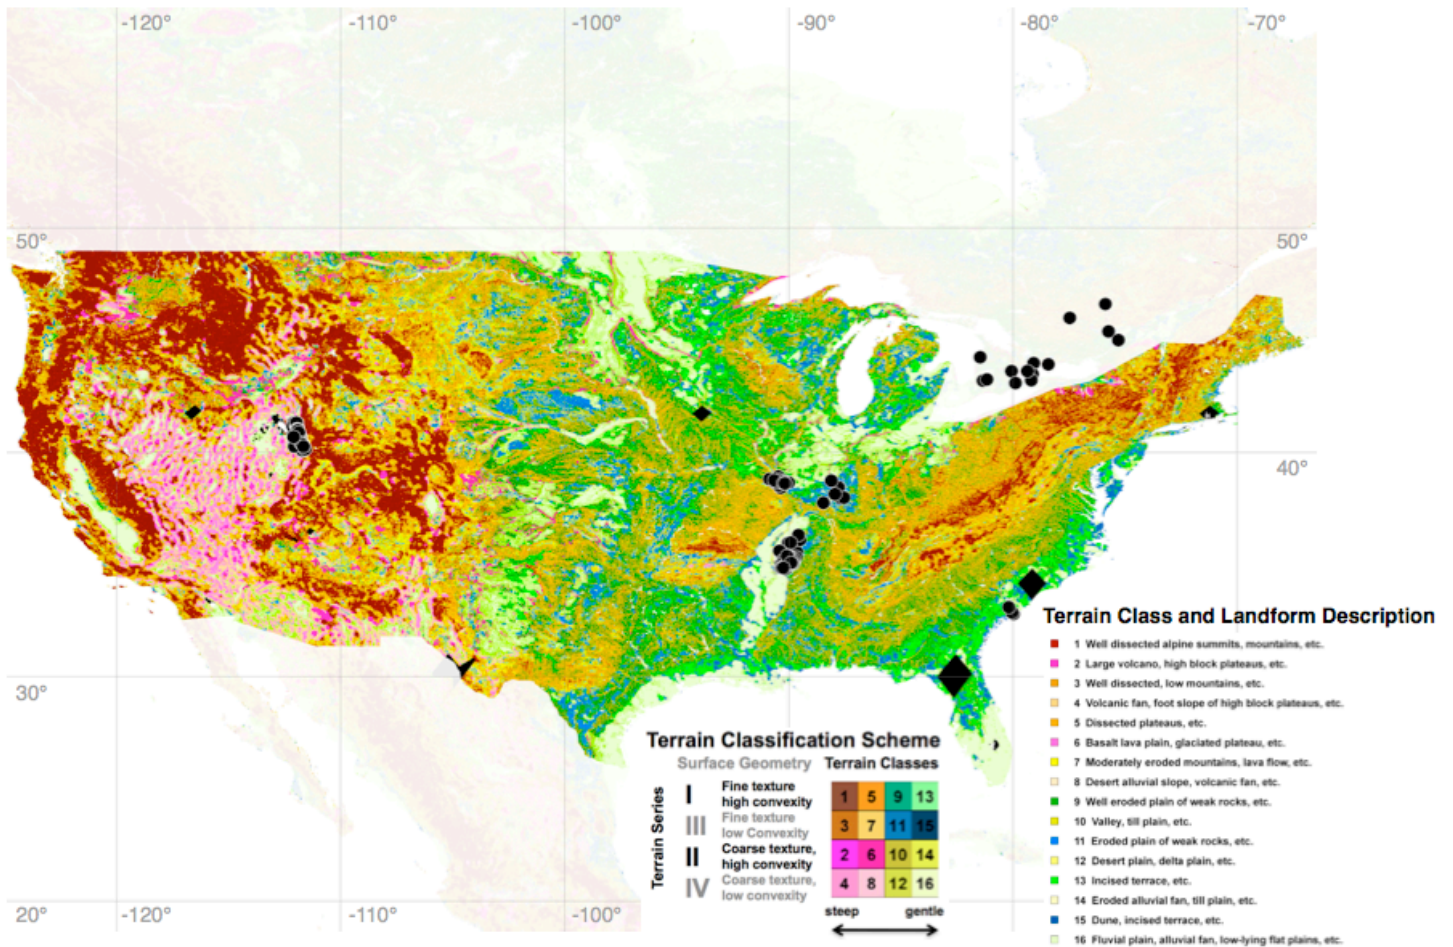 -120° -110° -100° -90° -80° -70°
50° 50°
40°
30°
20° -120° -110° -100°
Terrain Classification Scheme
Surface Geometry Terrain Classes
Terrain Series
I Fine texture
high convexity
III Fine texture
low Convexity
II Coarse texture,
high convexity
IV Coarse texture,
low convexity
1 5 9 13
3 7 11 15
2 6 10 14
4 8 12 16
steep gentle
Terrain Class and Landform Description
1 Well dissected alpine summits, mountains, etc.
2 Large volcano, high block plateaus, etc.
3 Well dissected, low mountains, etc.
4 Volcanic fan, foot slope of high block plateaus, etc.
5 Dissected plateaus, etc.
6 Basalt lava plain, glaciated plateau, etc.
7 Moderately eroded mountains, lava flow, etc.
8 Desert alluvial slope, volcanic fan, etc.
9 Well eroded plain of weak rocks, etc.
10 Valley, till plain, etc.
11 Eroded plain of weak rocks, etc.
12 Desert plain, delta plain, etc.
13 Incised terrace, etc.
14 Eroded alluvial fan, till plain, etc.
15 Dune, incised terrace, etc.
16 Fluvial plain, alluvial fan, low-lying flat plains, etc.